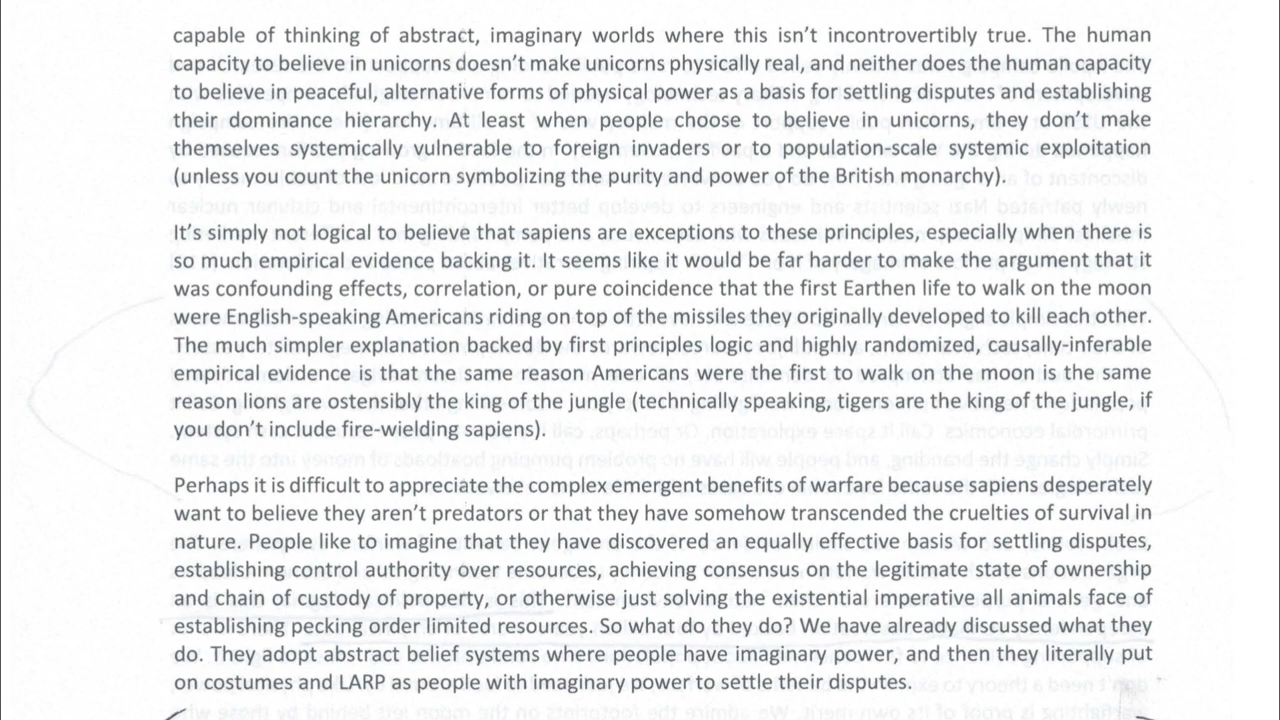 capable of thinking of abstract, imaginary worlds where this isn't incontrovertibly true. The human
capacity to believe in unicorns doesn't make unicorns physically real, and neither does the human capacity
to believe in peaceful, alternative forms of physical power as a basis for settling disputes and establishing
their dominance hierarchy. At least when people choose to believe in unicorns, they don't make
themselves systemically vulnerable to foreign invaders or to population-scale systemic exploitation
(unless you count the unicorn symbolizing the purity and power of the British monarchy).
It's simply not logical to believe that sapiens are exceptions to these principles, especially when there is
so much empirical evidence backing it. It seems like it would be far harder to make the argument that it
was confounding effects, correlation, or pure coincidence that the first Earthen life to walk on the moon
were English-speaking Americans riding on top of the missiles they originally developed to kill each other.
The much simpler explanation backed by first principles logic and highly randomized, causally-inferable
empirical evidence is that the same reason Americans were the first to walk on the moon is the same
reason lions are ostensibly the king of the jungle (technically speaking, tigers are the king of the jungle, if
you don't include fire-wielding sapiens).
Perhaps it is difficult to appreciate the complex emergent benefits of warfare because sapiens desperately
want to believe they aren't predators or that they have somehow transcended the cruelties of survival in
nature. People like to imagine that they have discovered an equally effective basis for settling disputes,
establishing control authority over resources, achieving consensus on the legitimate state of ownership
and chain of custody of property, or otherwise just solving the existential imperative all animals face of
establishing pecking order limited resources. So what do they do? We have already discussed what they
do. They adopt abstract belief systems where people have imaginary power, and then they literally put
on costumes and LARP as people with imaginary power to settle their disputes.